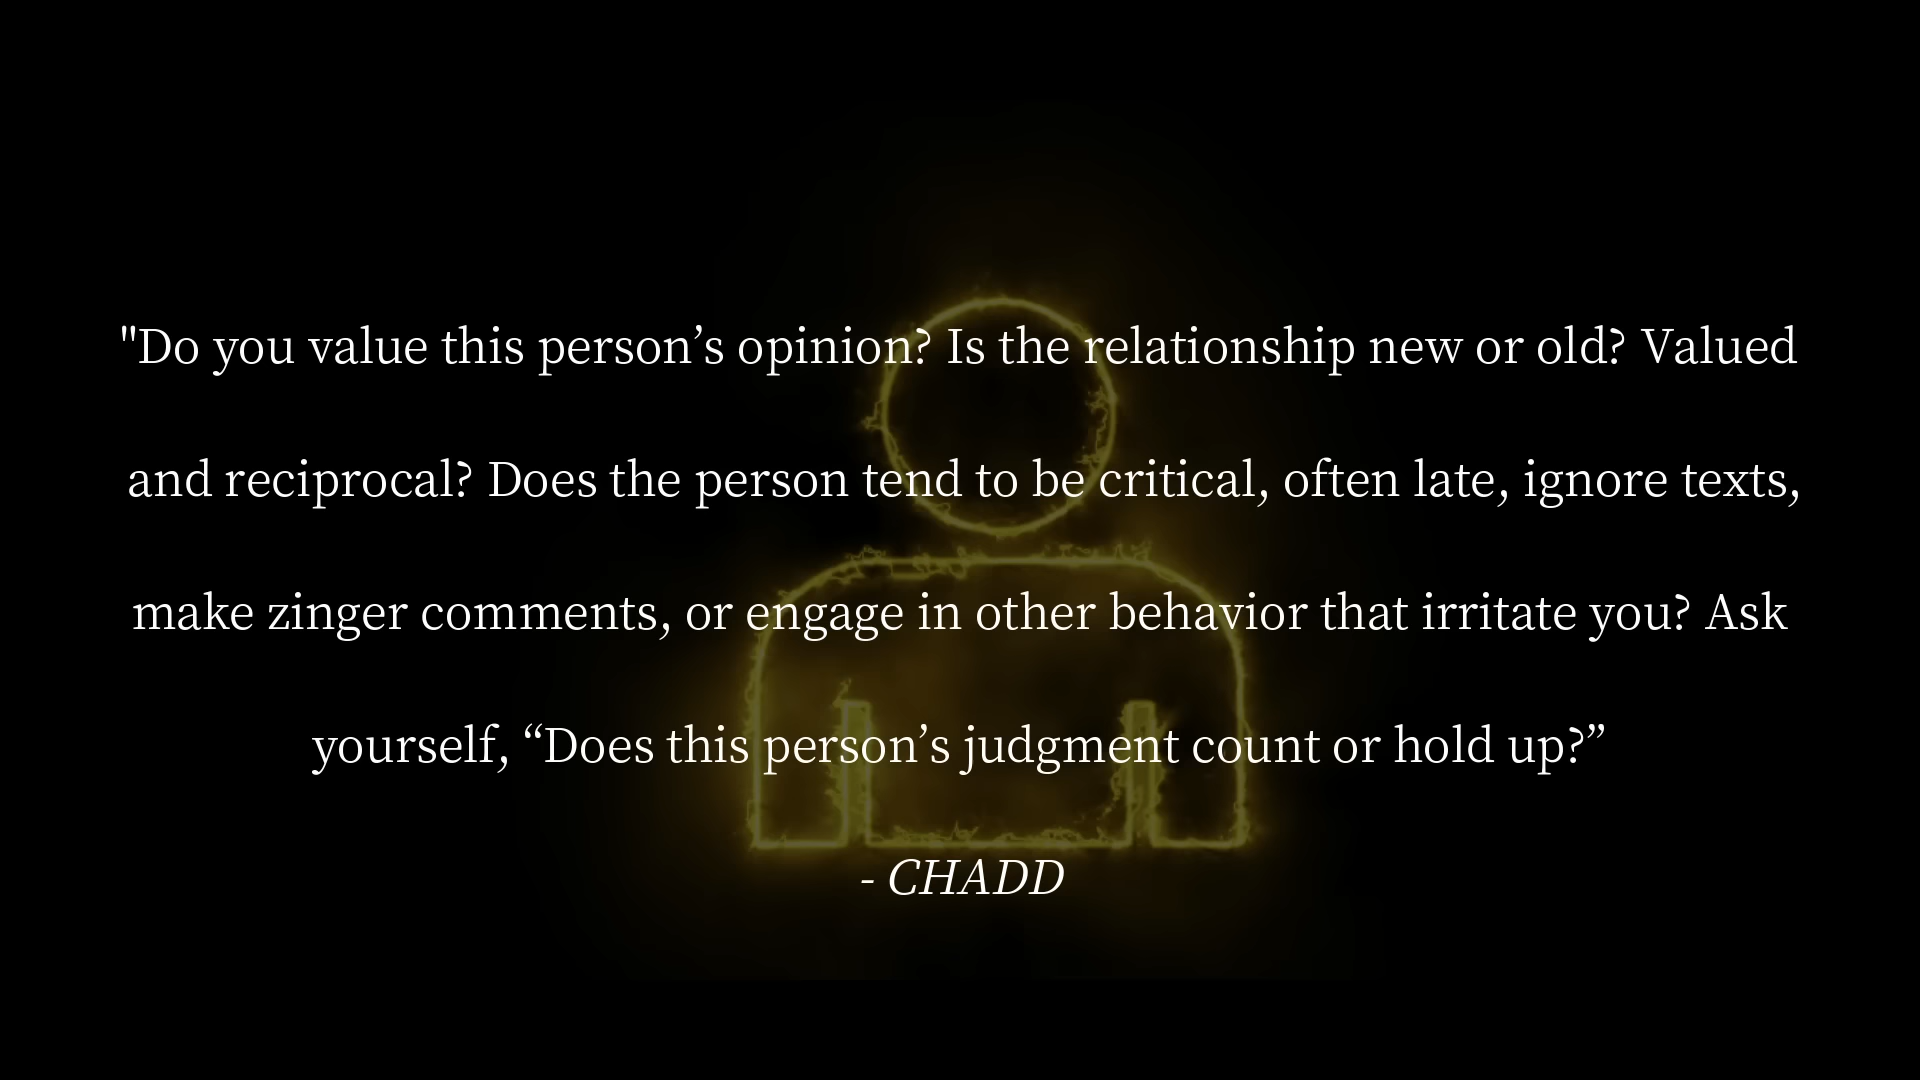 "Do you value this person’s opinion? Is the relationship new or old? Valued
and reciprocal? Does the person tend to be critical, often late, ignore texts,
make zinger comments, or engage in other behavior that irritate you? Ask
yourself, “Does this person’s judgment count or hold up?”
- CHADD